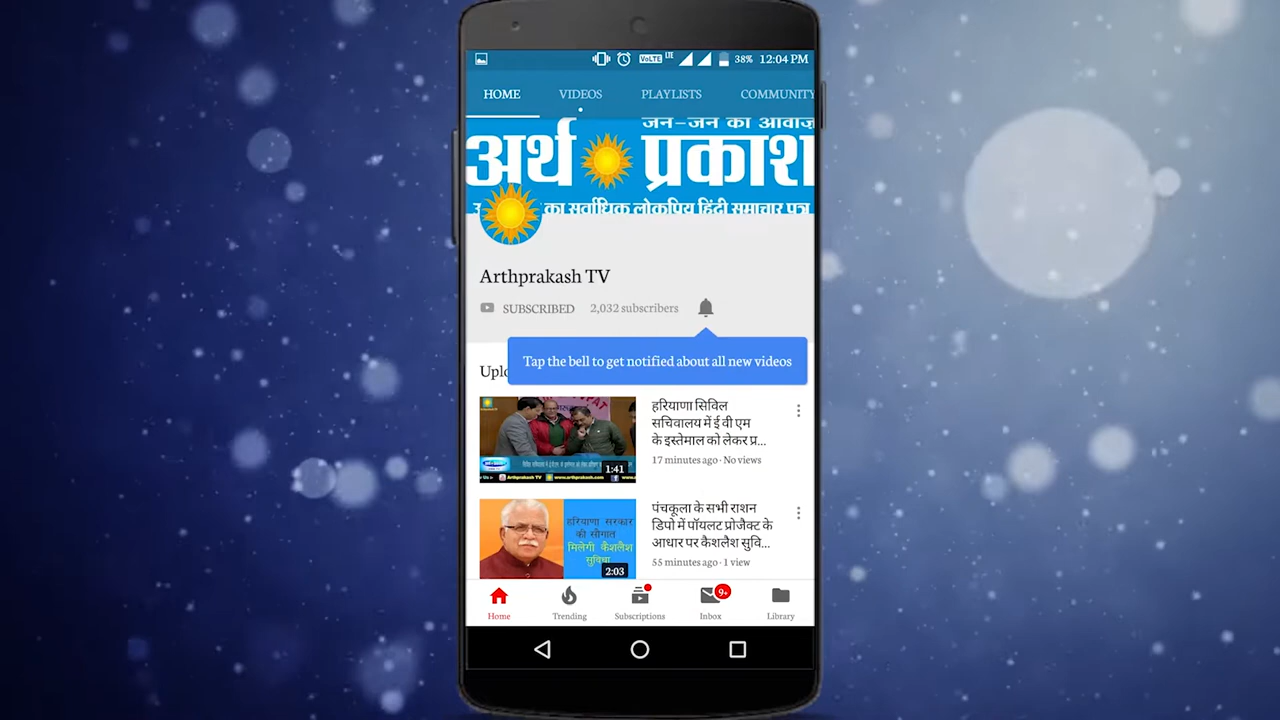 VoLTE LTE 38% 12:04 PM
HOME VIDEOS PLAYLISTS COMMUNITY
जन-जन का आवाज़
अर्थ प्रकाश
का सर्वाधिक लोकप्रिय हिंदी समाचार पत्र
Arthprakash TV
SUBSCRIBED 2,032 subscribers
Tap the bell to get notified about all new videos
हरियाणा सिविल
सचिवालय में ई वी एम
के इस्तेमाल को लेकर प्र...
17 minutes ago · No views
1:41
Arthprakash TV www.arthprakash.com
पंचकूला के सभी राशन
डिपो में पॉयलट प्रोजैक्ट के
आधार पर कैशलैश सुवि...
55 minutes ago · 1 view
हरियाणा सरकार
की सौगात
मिलेगी कैशलैश
सुविधा
2:03
9+
Home Trending Subscriptions Inbox Library